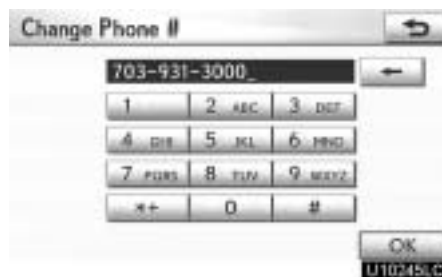 Change Phone #
703-931-3000_
1 2 ABC 3 DEF
4 GHI 5 JKL 6 MNO
7 PQRS 8 TUV 9 WXYZ
*+ 0 #
OK
U10245LC